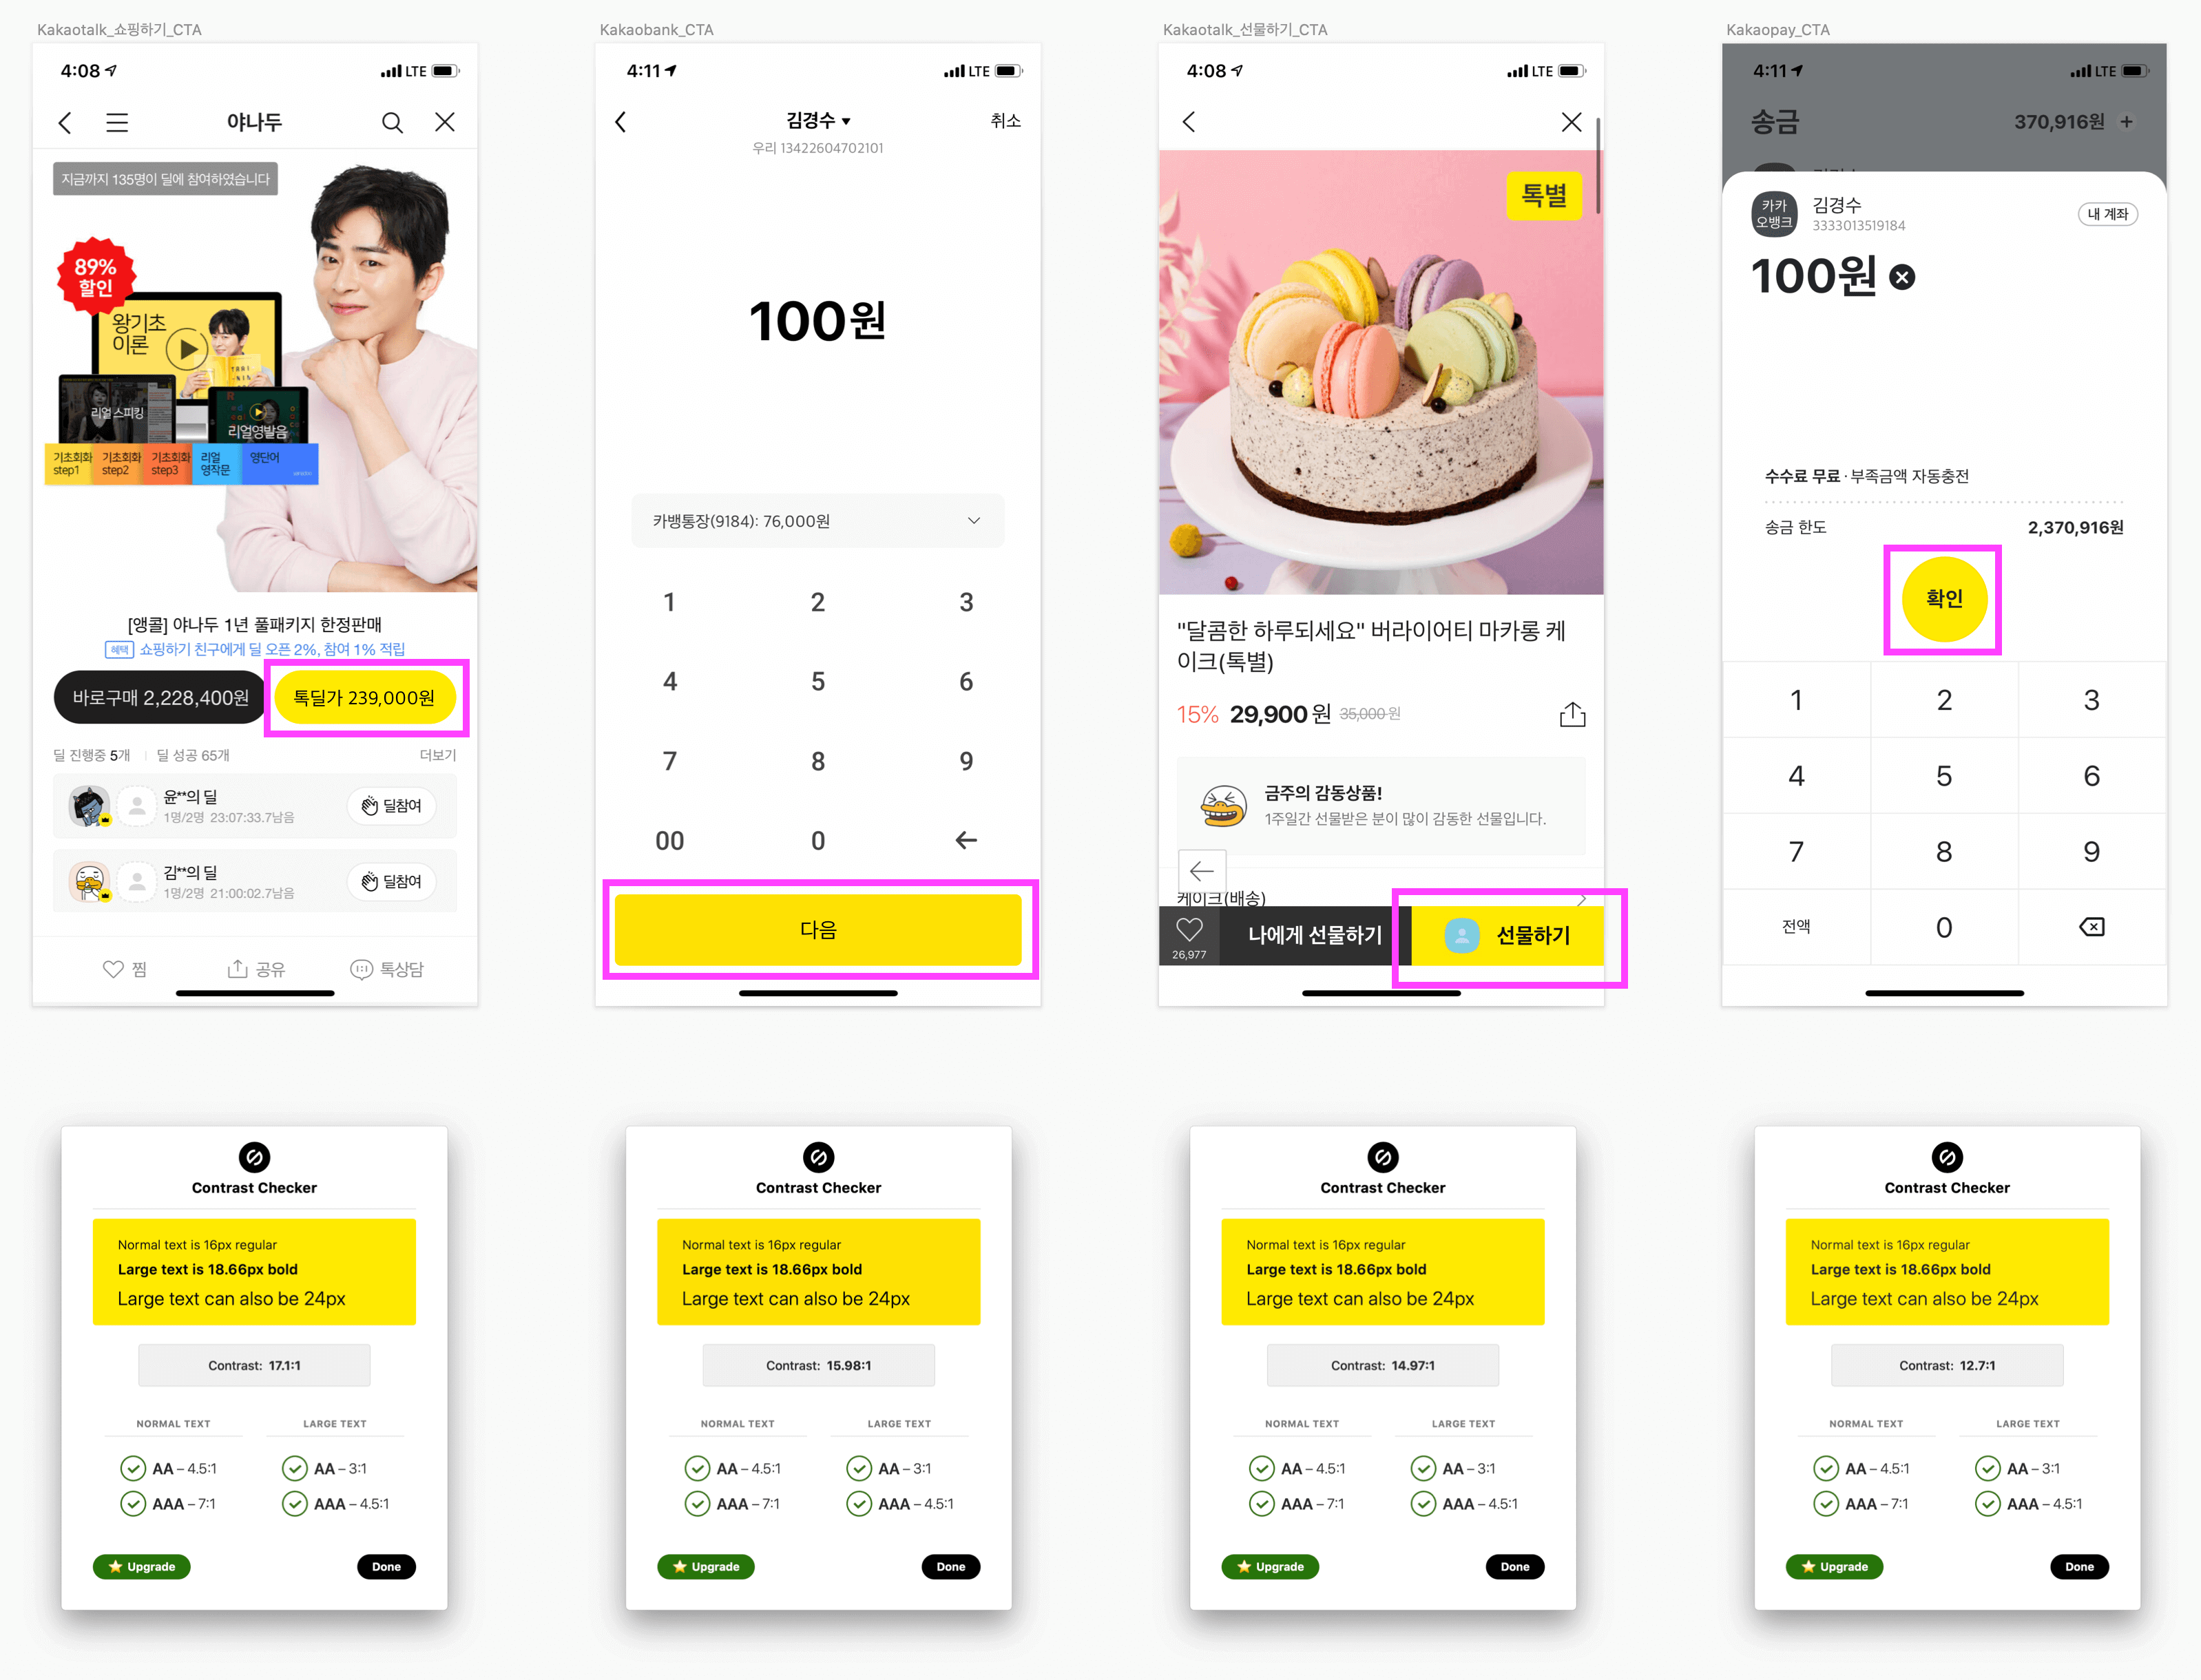 Kakaotalk_쇼핑하기_CTA
4:08
LTE
야나두
지금까지 135명이 딜에 참여하였습니다
89%
할인
왕기초
이론
리얼 스피킹
리얼영발음
기초회화
step1
기초회화
step2
기초회화
step3
리얼
영작문
영단어
[앵콜] 야나두 1년 풀패키지 한정판매
혜택 쇼핑하기 친구에게 딜 오픈 2%, 참여 1% 적립
바로구매 2,228,400원
톡딜가 239,000원
딜 진행중 5개
딜 성공 65개
더보기
윤**의 딜
1명/2명 23:07:33.7남음
딜참여
김**의 딜
1명/2명 21:00:02.7남음
딜참여
찜
공유
톡상담
Kakaobank_CTA
4:11
LTE
김경수
취소
우리 13422604702101
100원
카뱅통장(9184): 76,000원
1 2 3
4 5 6
7 8 9
00 0
다음
Kakaotalk_선물하기_CTA
4:08
LTE
톡별
"달콤한 하루되세요" 버라이어티 마카롱 케
이크(톡별)
15% 29,900원 35,000원
금주의 감동상품!
1주일간 선물받은 분이 많이 감동한 선물입니다.
케이크(배송)
26,977
나에게 선물하기
선물하기
Kakaopay_CTA
4:11
LTE
송금
370,916원 +
카카
오뱅크
김경수
3333013519184
내 계좌
100원
수수료 무료 · 부족금액 자동충전
송금 한도
2,370,916원
확인
1 2 3
4 5 6
7 8 9
전액 0
Contrast Checker
Normal text is 16px regular
Large text is 18.66px bold
Large text can also be 24px
Contrast: 17.1:1
NORMAL TEXT
LARGE TEXT
AA – 4.5:1
AA – 3:1
AAA – 7:1
AAA – 4.5:1
Upgrade
Done
Contrast Checker
Normal text is 16px regular
Large text is 18.66px bold
Large text can also be 24px
Contrast: 15.98:1
NORMAL TEXT
LARGE TEXT
AA – 4.5:1
AA – 3:1
AAA – 7:1
AAA – 4.5:1
Upgrade
Done
Contrast Checker
Normal text is 16px regular
Large text is 18.66px bold
Large text can also be 24px
Contrast: 14.97:1
NORMAL TEXT
LARGE TEXT
AA – 4.5:1
AA – 3:1
AAA – 7:1
AAA – 4.5:1
Upgrade
Done
Contrast Checker
Normal text is 16px regular
Large text is 18.66px bold
Large text can also be 24px
Contrast: 12.7:1
NORMAL TEXT
LARGE TEXT
AA – 4.5:1
AA – 3:1
AAA – 7:1
AAA – 4.5:1
Upgrade
Done